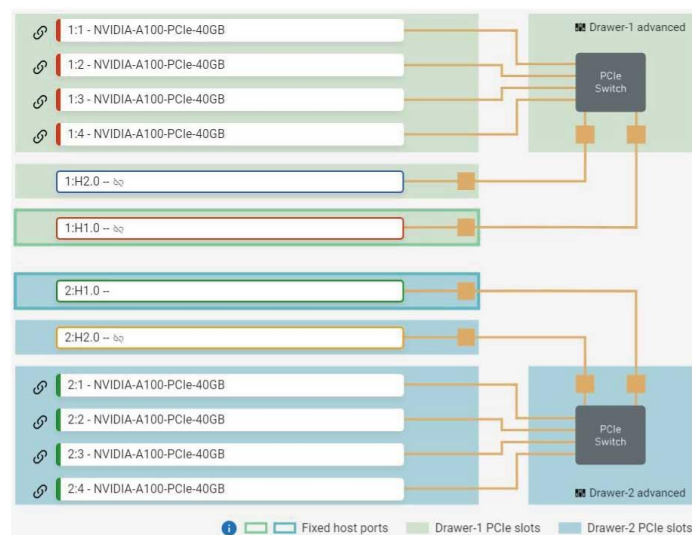 1:1 - NVIDIA-A100-PCIe-40GB
Drawer-1 advanced
1:2 - NVIDIA-A100-PCIe-40GB
PCIe
Switch
1:3 - NVIDIA-A100-PCIe-40GB
1:4 - NVIDIA-A100-PCIe-40GB
1:H2.0 --
1:H1.0 --
2:H1.0 --
2:H2.0 --
2:1 - NVIDIA-A100-PCIe-40GB
2:2 - NVIDIA-A100-PCIe-40GB
PCIe
Switch
2:3 - NVIDIA-A100-PCIe-40GB
2:4 - NVIDIA-A100-PCIe-40GB
Drawer-2 advanced
Fixed host ports
Drawer-1 PCIe slots
Drawer-2 PCIe slots